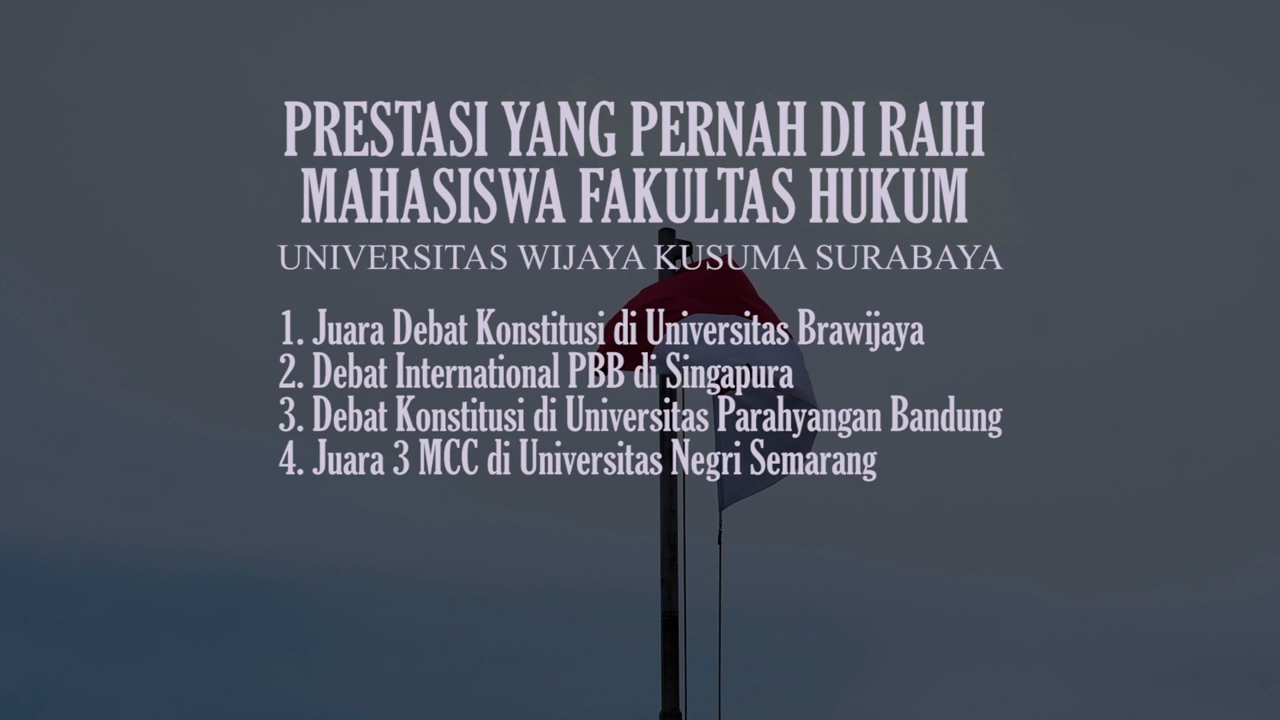 PRESTASI YANG PERNAH DI RAIH
MAHASISWA FAKULTAS HUKUM
UNIVERSITAS WIJAYA KUSUMA SURABAYA
1. Juara Debat Konstitusi di Universitas Brawijaya
2. Debat International PBB di Singapura
3. Debat Konstitusi di Universitas Parahyangan Bandung
4. Juara 3 MCC di Universitas Negri Semarang